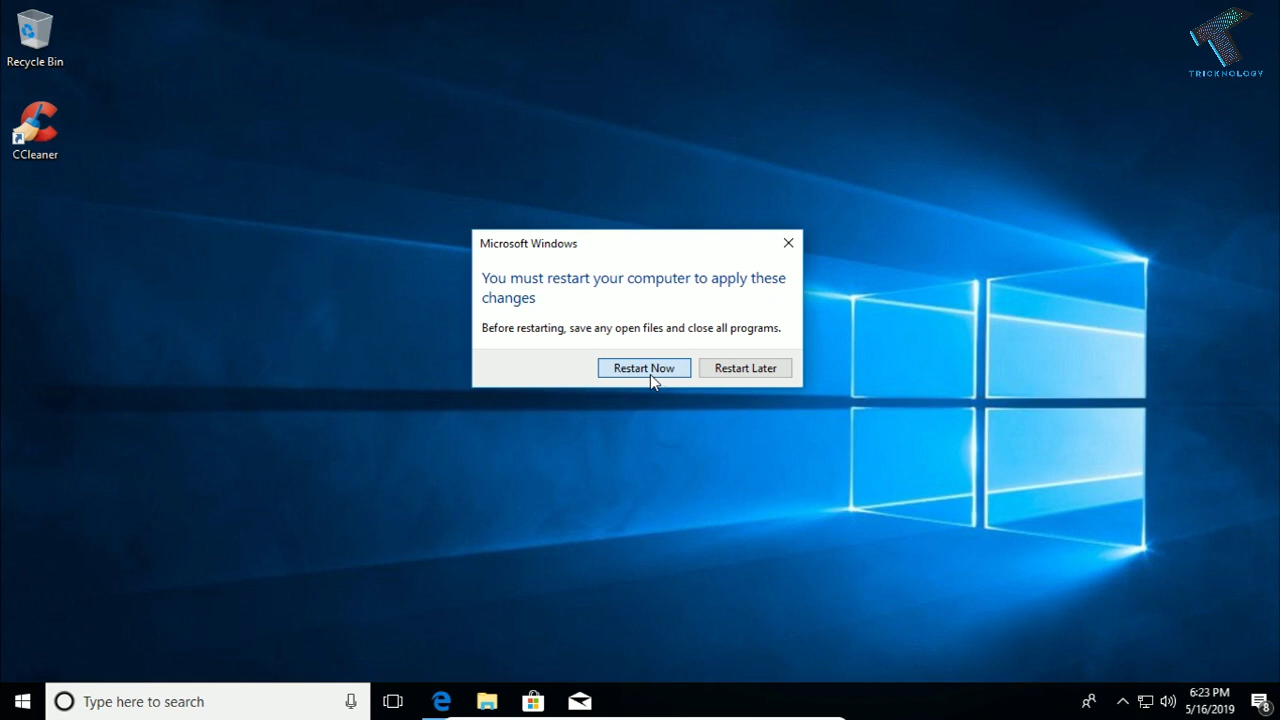 Recycle Bin
CCleaner
TRICKNOLOGY
Microsoft Windows
You must restart your computer to apply these
changes
Before restarting, save any open files and close all programs.
Restart Now
Restart Later
Type here to search
6:23 PM
5/16/2019
8